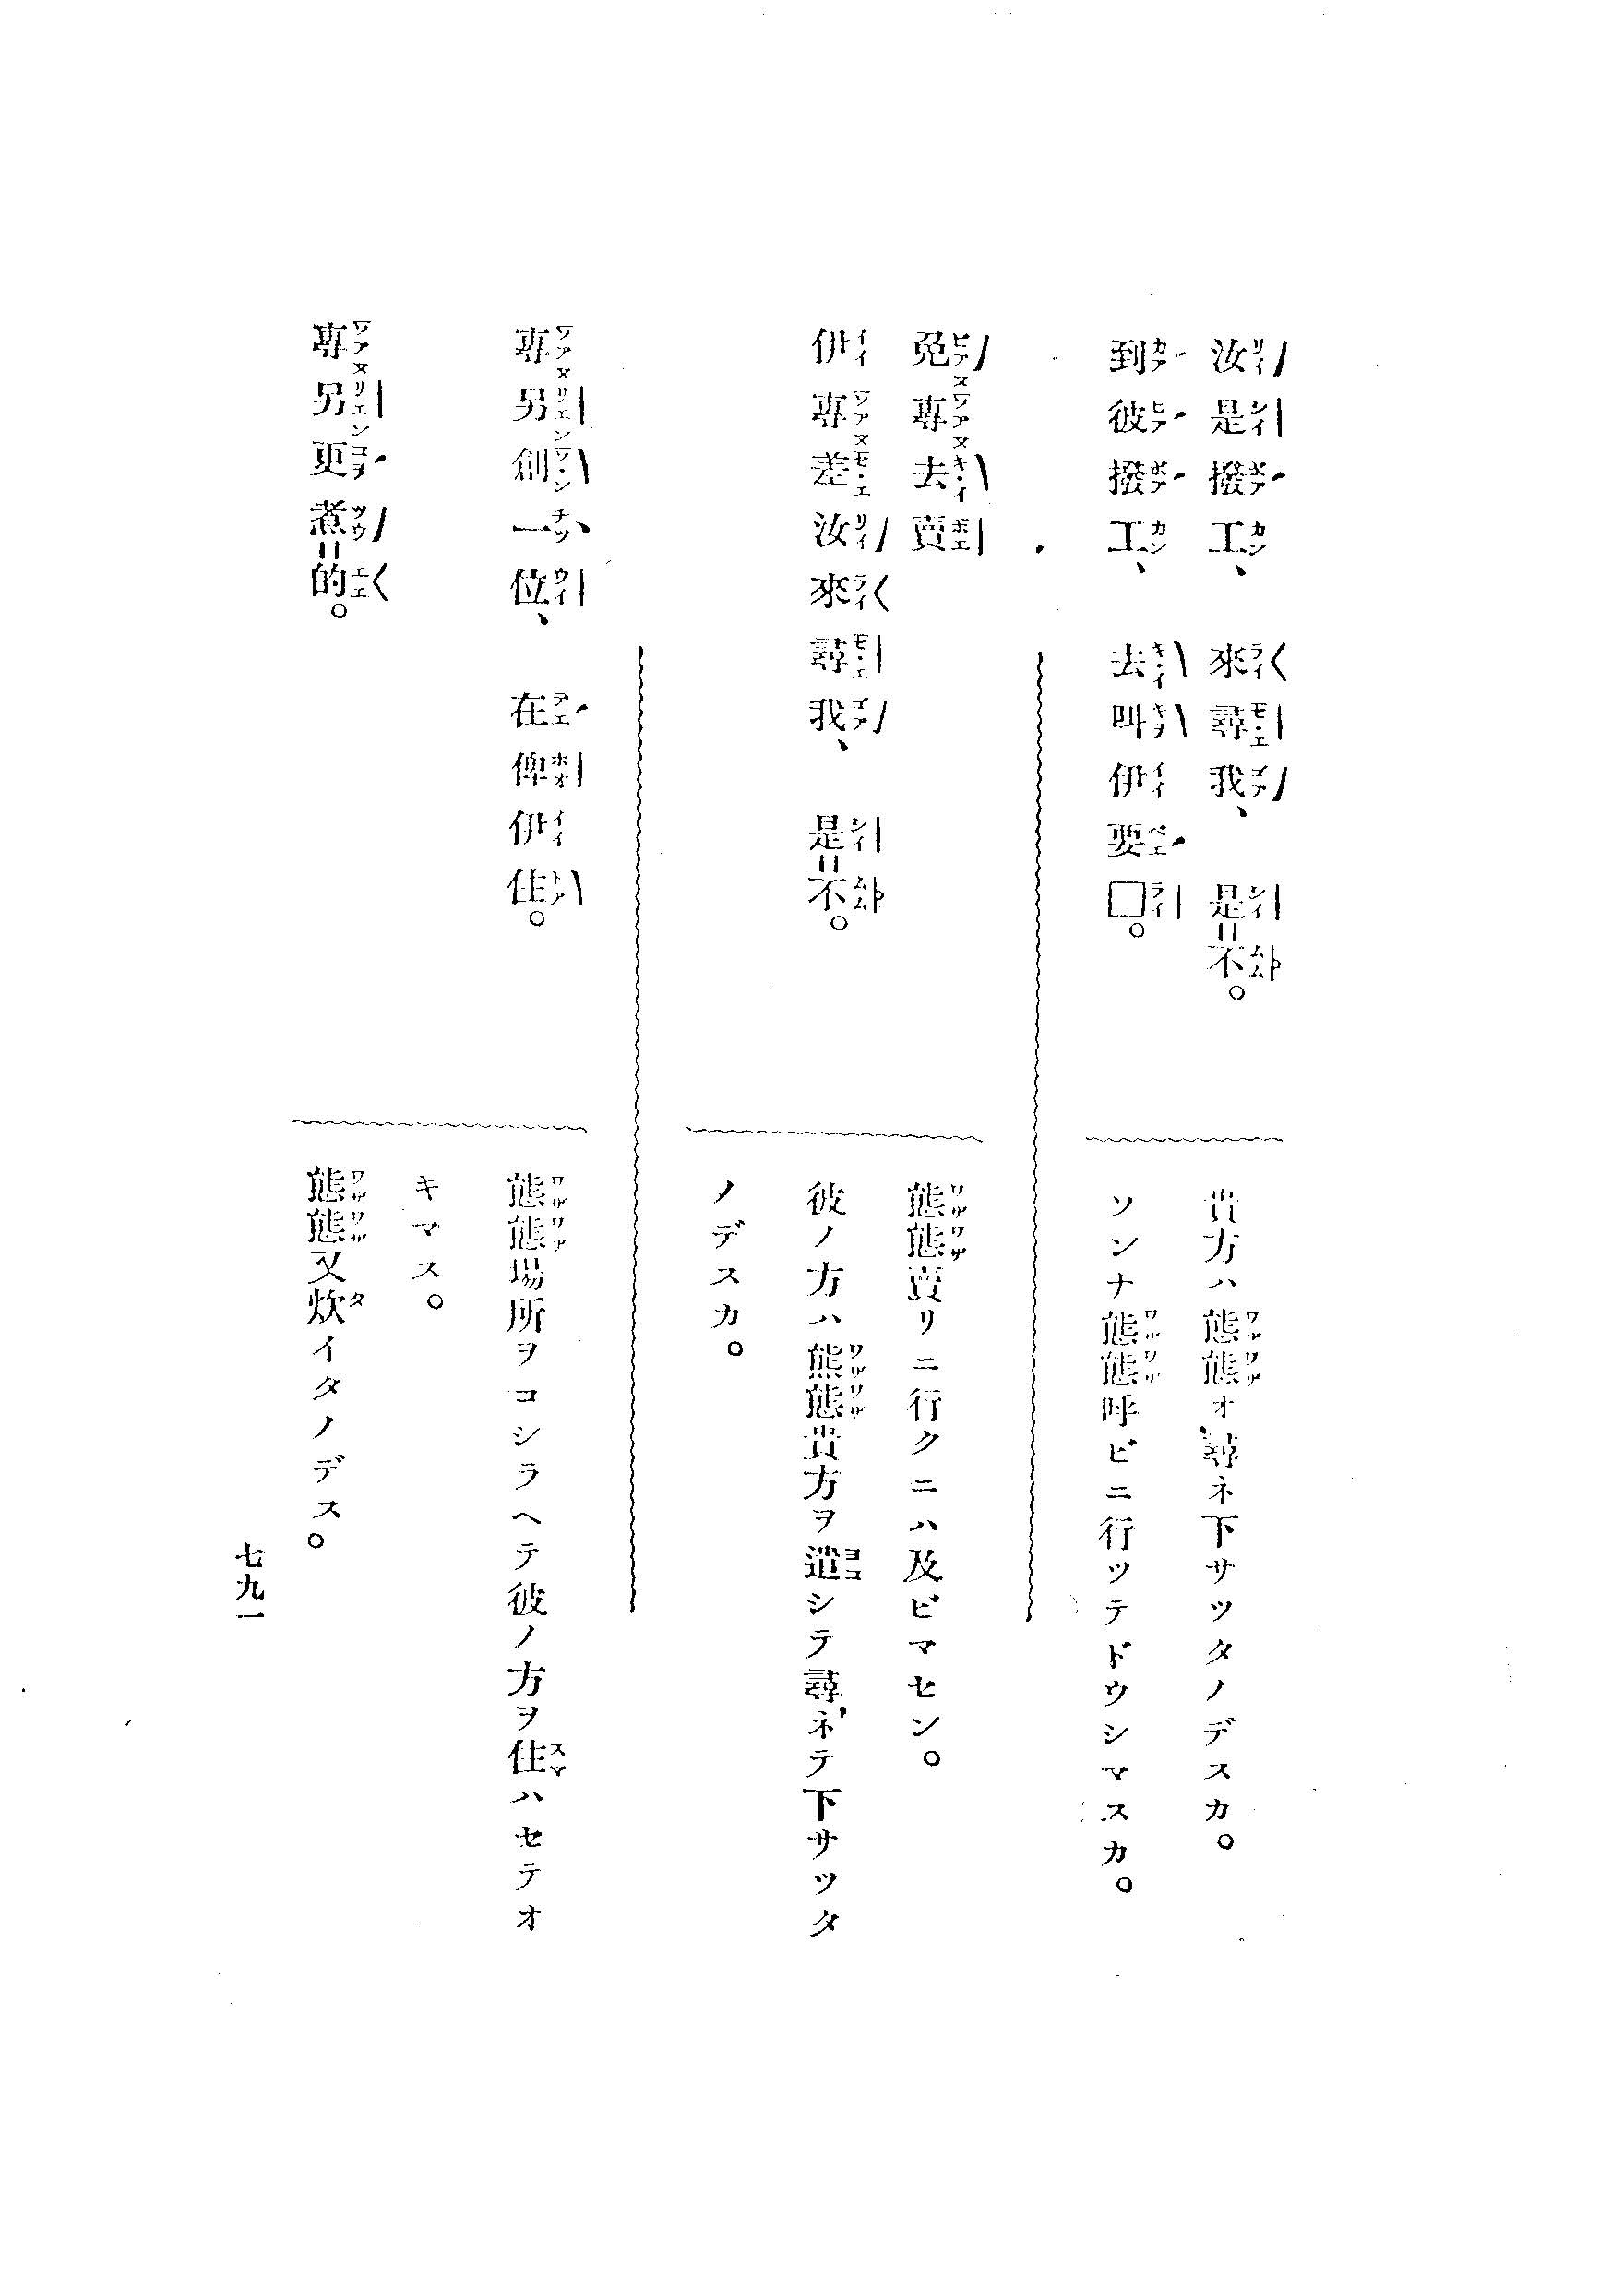 汝是撥工、來尋我、是不。
貴方ハ態態オ尋ネ下サツタノデスカ。
到彼撥工、去叫伊要□。
ソンナ態態呼ビニ行ツテドウシマスカ。
免專去賣
態態賣リニ行クニハ及ビマセン。
伊專差汝來尋我、是不。
彼ノ方ハ態態貴方ヲ遣シテ尋ネテ下サツタ
ノデスカ。
專另創一位、在俾伊住。
態態場所ヲコシラヘテ彼ノ方ヲ住ハセテオ
キマス。
專另更煮的。
態態又炊イタノデス。
七九一